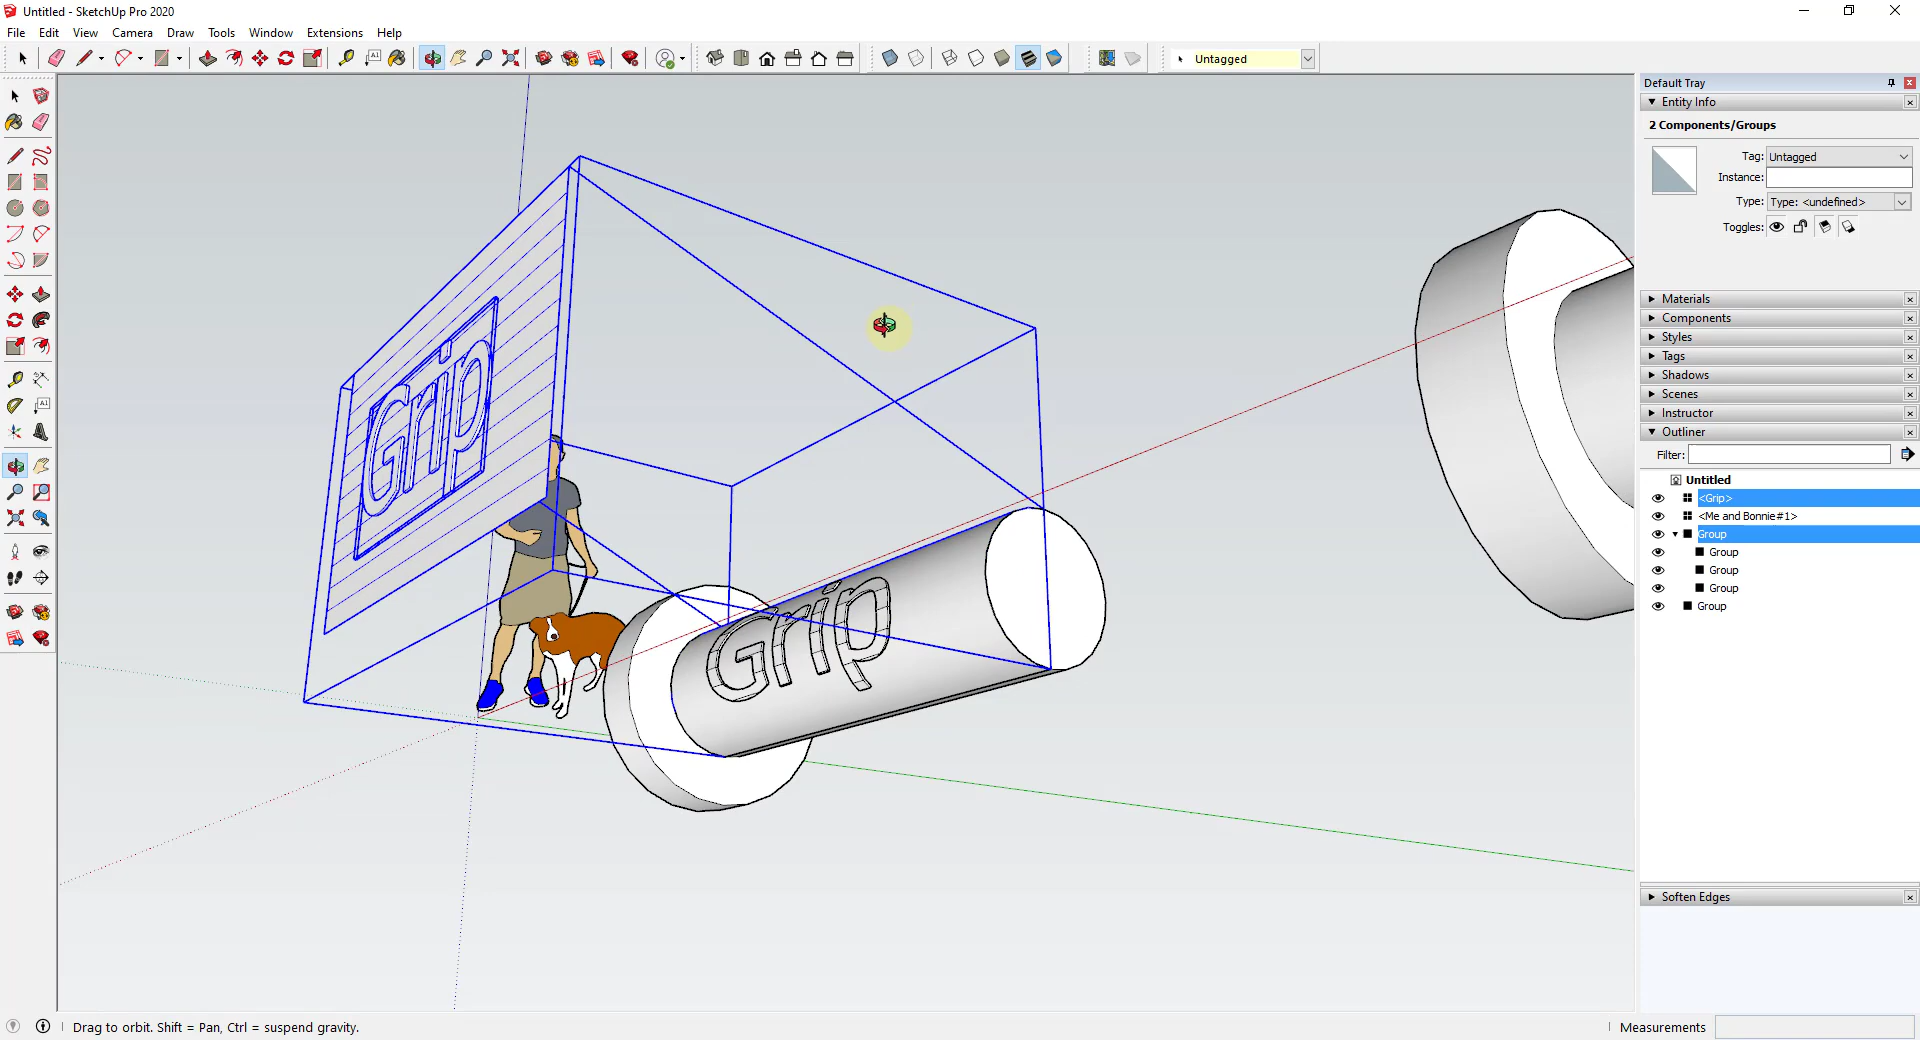 Untitled - SketchUp Pro 2020
File Edit View Camera Draw Tools Window Extensions Help
A1
Untagged
Default Tray
Entity Info
2 Components/Groups
Tag: Untagged
Instance:
Type: Type: <undefined>
Toggles:
Materials
Components
Styles
Tags
Shadows
Scenes
Instructor
Outliner
Filter:
Untitled
<Grip>
<Me and Bonnie#1>
Group
Group
Group
Group
Group
Soften Edges
A1
Grip
Grip
Drag to orbit. Shift = Pan, Ctrl = suspend gravity.
Measurements